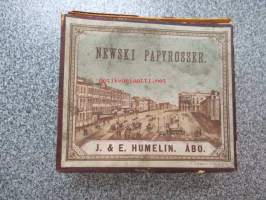 NEWSKI PAPYROSSER.
J. & E. HUMELIN. ÅBO.